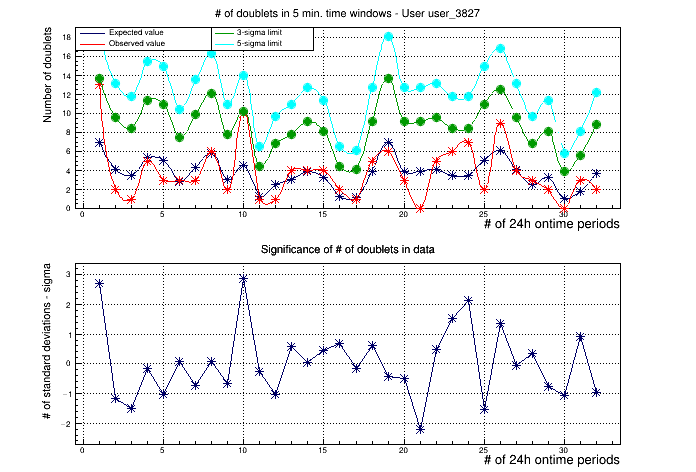 # of doublets in 5 min. time windows - User user_3827
Expected value
3-sigma limit
Observed value
5-sigma limit
Number of doublets
18
16
14
12
10
8
6
4
2
0
0 5 10 15 20 25 30
# of 24h ontime periods
Significance of # of doublets in data
# of standard deviations - sigma
3
2
1
0
−1
−2
0 5 10 15 20 25 30
# of 24h ontime periods